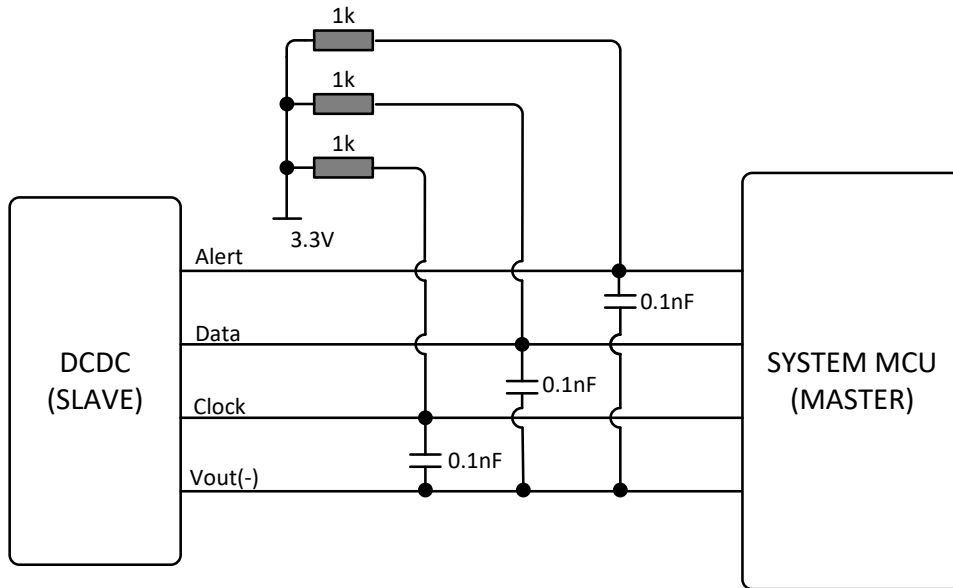 1k
1k
1k
3.3V
Alert
0.1nF
Data
DCDC
(SLAVE)
SYSTEM MCU
(MASTER)
0.1nF
Clock
0.1nF
Vout(-)